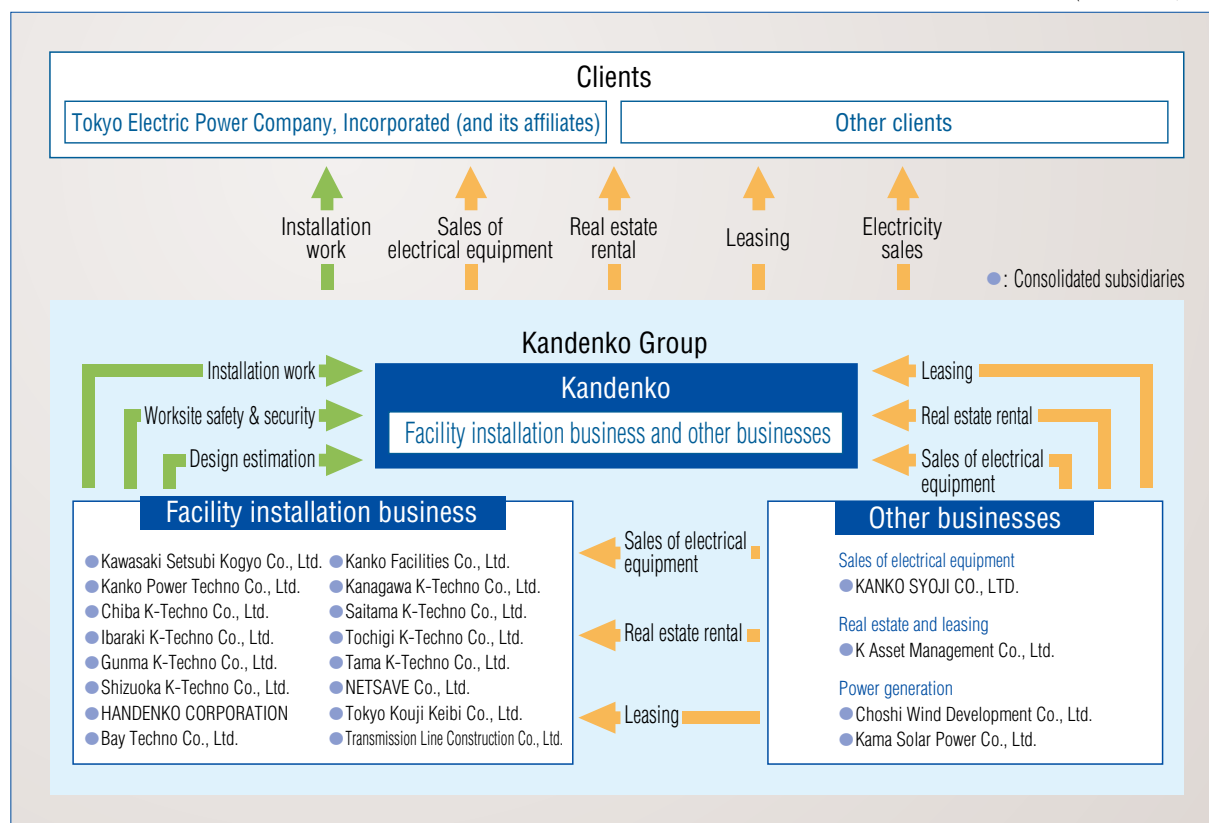 Clients
Tokyo Electric Power Company, Incorporated (and its affiliates)
Other clients
Installation
work
Sales of
electrical equipment
Real estate
rental
Leasing
Electricity
sales
●: Consolidated subsidiaries
Kandenko Group
Kandenko
Facility installation business and other businesses
Installation work
Worksite safety & security
Design estimation
Leasing
Real estate rental
Sales of electrical
equipment
Facility installation business
●Kawasaki Setsubi Kogyo Co., Ltd.
●Kanko Power Techno Co., Ltd.
●Chiba K-Techno Co., Ltd.
●Ibaraki K-Techno Co., Ltd.
●Gunma K-Techno Co., Ltd.
●Shizuoka K-Techno Co., Ltd.
●HANDENKO CORPORATION
●Bay Techno Co., Ltd.
●Kanko Facilities Co., Ltd.
●Kanagawa K-Techno Co., Ltd.
●Saitama K-Techno Co., Ltd.
●Tochigi K-Techno Co., Ltd.
●Tama K-Techno Co., Ltd.
●NETSAVE Co., Ltd.
●Tokyo Kouji Keibi Co., Ltd.
●Transmission Line Construction Co., Ltd.
Sales of electrical
equipment
Real estate rental
Leasing
Other businesses
Sales of electrical equipment
●KANKO SYOJI CO., LTD.
Real estate and leasing
●K Asset Management Co., Ltd.
Power generation
●Choshi Wind Development Co., Ltd.
●Kama Solar Power Co., Ltd.